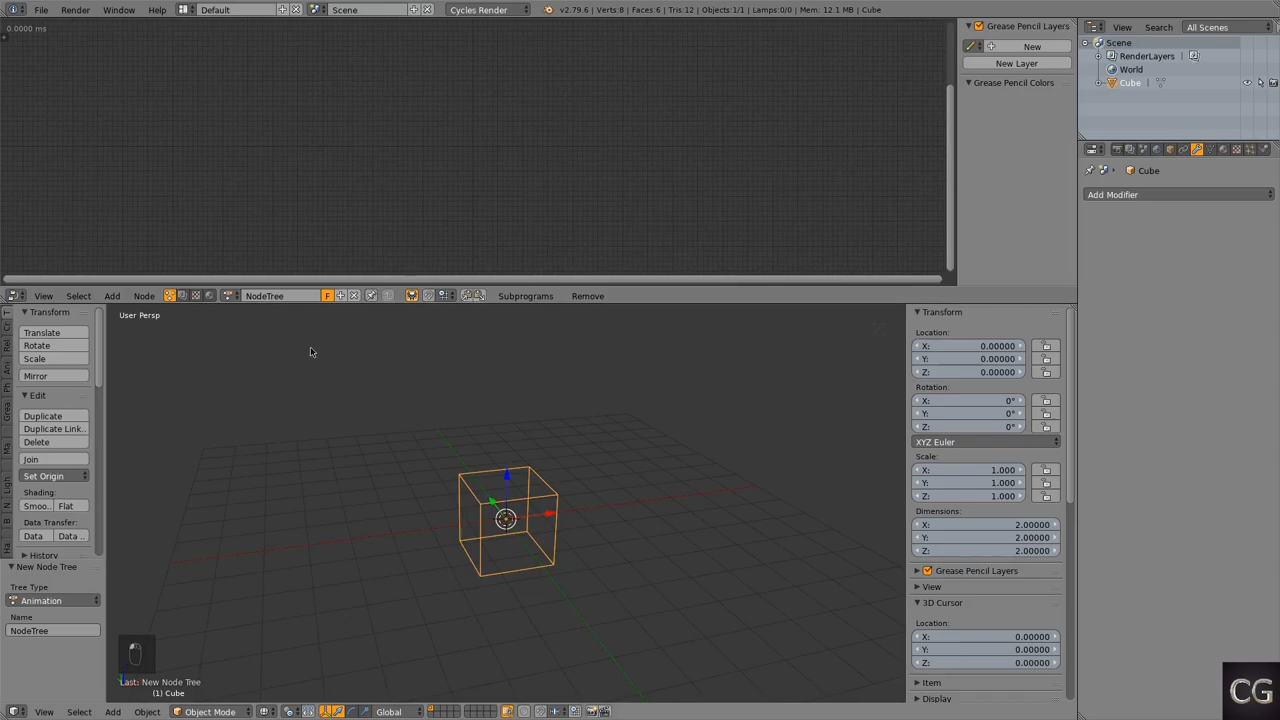 File Render Window Help Default Scene Cycles Render v2.79.6 | Verts:8 | Faces:6 | Tris:12 | Objects:1/1 | Lamps:0/0 | Mem: 12.1 MB | Cube
0.0000 ms
Grease Pencil Layers
New
New Layer
Grease Pencil Colors
View Search All Scenes
Scene
RenderLayers
World
Cube
Cube
Add Modifier
View Select Add Node NodeTree F Subprograms Remove
Transform
Translate
Rotate
Scale
Mirror
Edit
Duplicate
Duplicate Link..
Delete
Join
Set Origin
Shading:
Smoo.. Flat
Data Transfer:
Data Data ..
History
New Node Tree
Tree Type
Animation
Name
NodeTree
User Persp
Last: New Node Tree
(1) Cube
Transform
Location:
X: 0.00000
Y: 0.00000
Z: 0.00000
Rotation:
X: 0°
Y: 0°
Z: 0°
XYZ Euler
Scale:
X: 1.000
Y: 1.000
Z: 1.000
Dimensions:
X: 2.00000
Y: 2.00000
Z: 2.00000
Grease Pencil Layers
View
3D Cursor
Location:
X: 0.00000
Y: 0.00000
Z: 0.00000
Item
Display
View Select Add Object Object Mode Global
CG